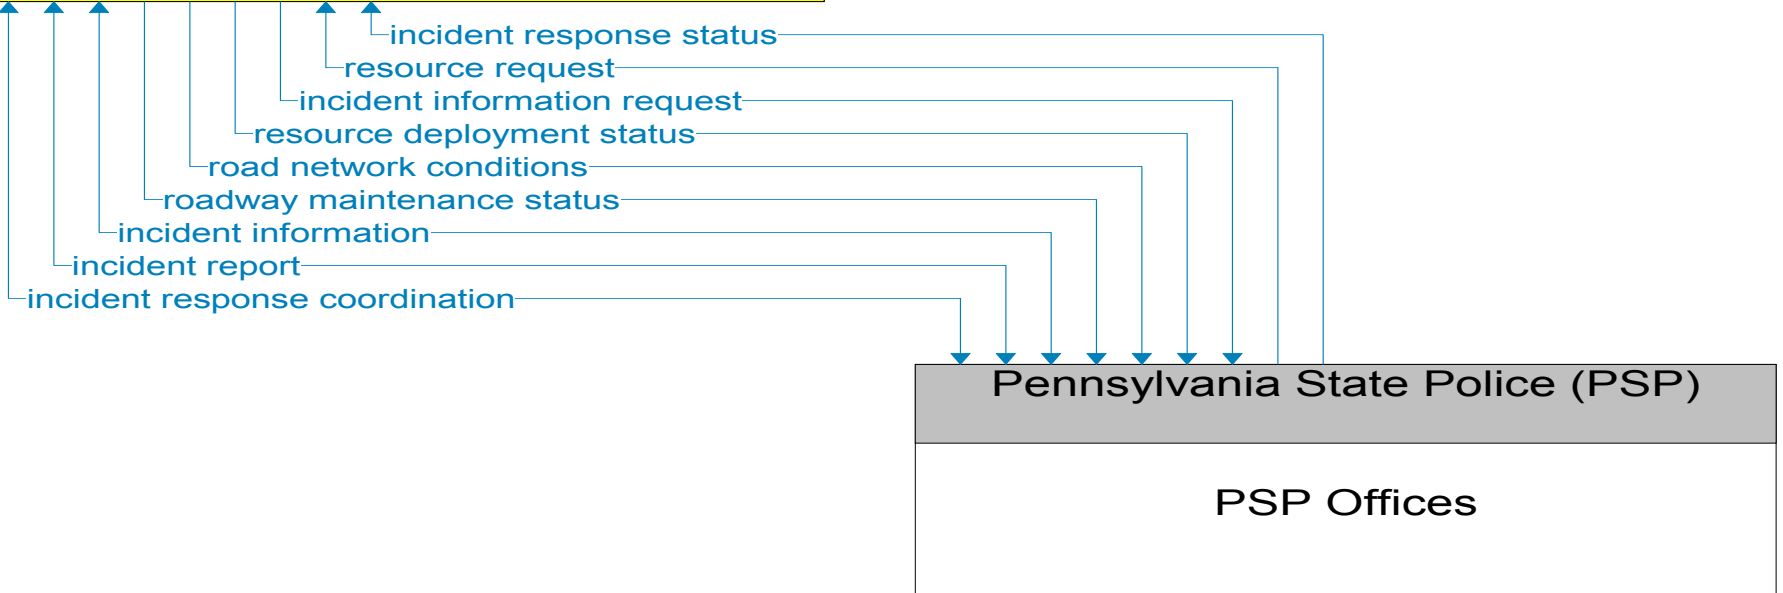 incident response status
resource request
incident information request
resource deployment status
road network conditions
roadway maintenance status
incident information
incident report
incident response coordination
Pennsylvania State Police (PSP)
PSP Offices